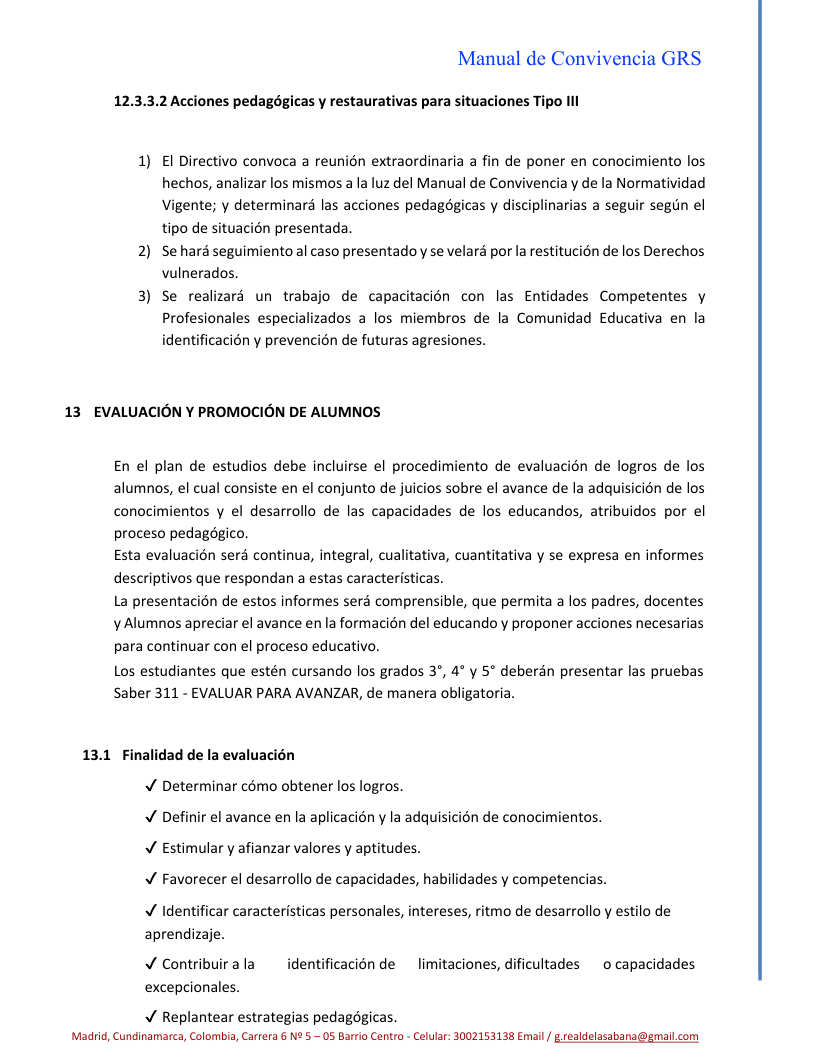 Manual de Convivencia GRS
12.3.3.2 Acciones pedagógicas y restaurativas para situaciones Tipo III
1) El Directivo convoca a reunión extraordinaria a fin de poner en conocimiento los
hechos, analizar los mismos a la luz del Manual de Convivencia y de la Normatividad
Vigente; y determinará las acciones pedagógicas y disciplinarias a seguir según el
tipo de situación presentada.
2) Se hará seguimiento al caso presentado y se velará por la restitución de los Derechos
vulnerados.
3) Se realizará un trabajo de capacitación con las Entidades Competentes y
Profesionales especializados a los miembros de la Comunidad Educativa en la
identificación y prevención de futuras agresiones.
13 EVALUACIÓN Y PROMOCIÓN DE ALUMNOS
En el plan de estudios debe incluirse el procedimiento de evaluación de logros de los
alumnos, el cual consiste en el conjunto de juicios sobre el avance de la adquisición de los
conocimientos y el desarrollo de las capacidades de los educandos, atribuidos por el
proceso pedagógico.
Esta evaluación será continua, integral, cualitativa, cuantitativa y se expresa en informes
descriptivos que respondan a estas características.
La presentación de estos informes será comprensible, que permita a los padres, docentes
y Alumnos apreciar el avance en la formación del educando y proponer acciones necesarias
para continuar con el proceso educativo.
Los estudiantes que estén cursando los grados 3°, 4° y 5° deberán presentar las pruebas
Saber 311 - EVALUAR PARA AVANZAR, de manera obligatoria.
13.1 Finalidad de la evaluación
✓ Determinar cómo obtener los logros.
✓ Definir el avance en la aplicación y la adquisición de conocimientos.
✓ Estimular y afianzar valores y aptitudes.
✓ Favorecer el desarrollo de capacidades, habilidades y competencias.
✓ Identificar características personales, intereses, ritmo de desarrollo y estilo de
aprendizaje.
✓ Contribuir a la identificación de limitaciones, dificultades o capacidades
excepcionales.
✓ Replantear estrategias pedagógicas.
Madrid, Cundinamarca, Colombia, Carrera 6 Nº 5 – 05 Barrio Centro - Celular: 3002153138 Email / g.realdelasabana@gmail.com